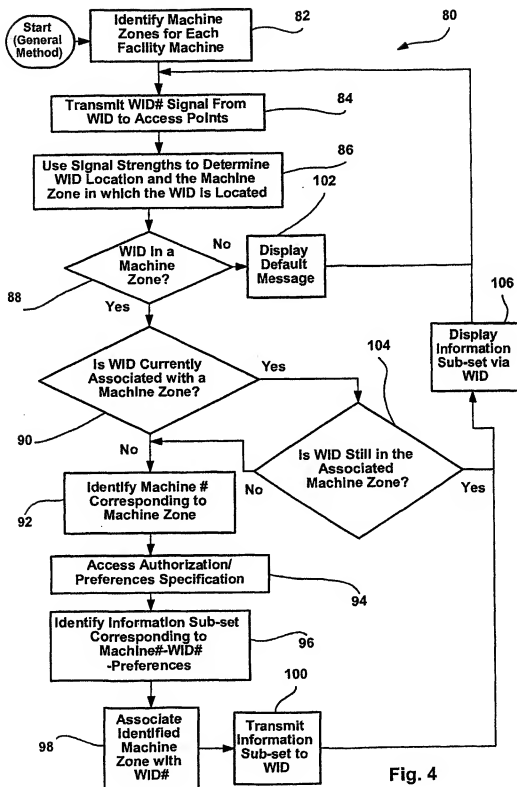 Start
(General
Method)
Identify Machine
Zones for Each
Facility Machine
82
80
Transmit WID# Signal From
WID to Access Points
84
Use Signal Strengths to Determine
WID Location and the Machine
Zone in which the WID is Located
86
102
WID In a
Machine
Zone?
88
No
Display
Default
Message
Yes
106
Display
Information
Sub-set via
WID
Is WID Currently
Associated with a
Machine Zone?
90
Yes
104
No
Is WID Still in the
Associated
Machine Zone?
No
Yes
Identify Machine #
Corresponding to
Machine Zone
92
Access Authorization/
Preferences Specification
94
Identify Information Sub-set
Corresponding to
Machine#-WID#
-Preferences
96
100
98
Associate
Identified
Machine
Zone with
WID#
Transmit
Information
Sub-set to
WID
Fig. 4